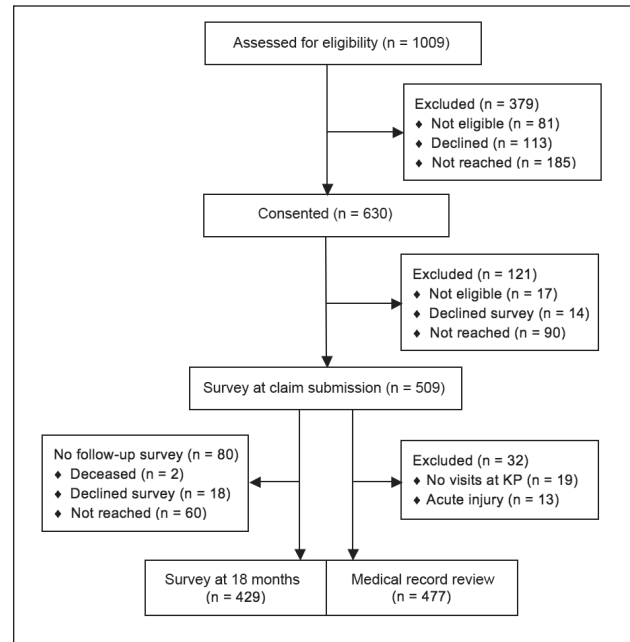 Assessed for eligibility (n = 1009)
Excluded (n = 379)
♦ Not eligible (n = 81)
♦ Declined (n = 113)
♦ Not reached (n = 185)
Consented (n = 630)
Excluded (n = 121)
♦ Not eligible (n = 17)
♦ Declined survey (n = 14)
♦ Not reached (n = 90)
Survey at claim submission (n = 509)
No follow-up survey (n = 80)
♦ Deceased (n = 2)
♦ Declined survey (n = 18)
♦ Not reached (n = 60)
Excluded (n = 32)
♦ No visits at KP (n = 19)
♦ Acute injury (n = 13)
Survey at 18 months
(n = 429)
Medical record review
(n = 477)